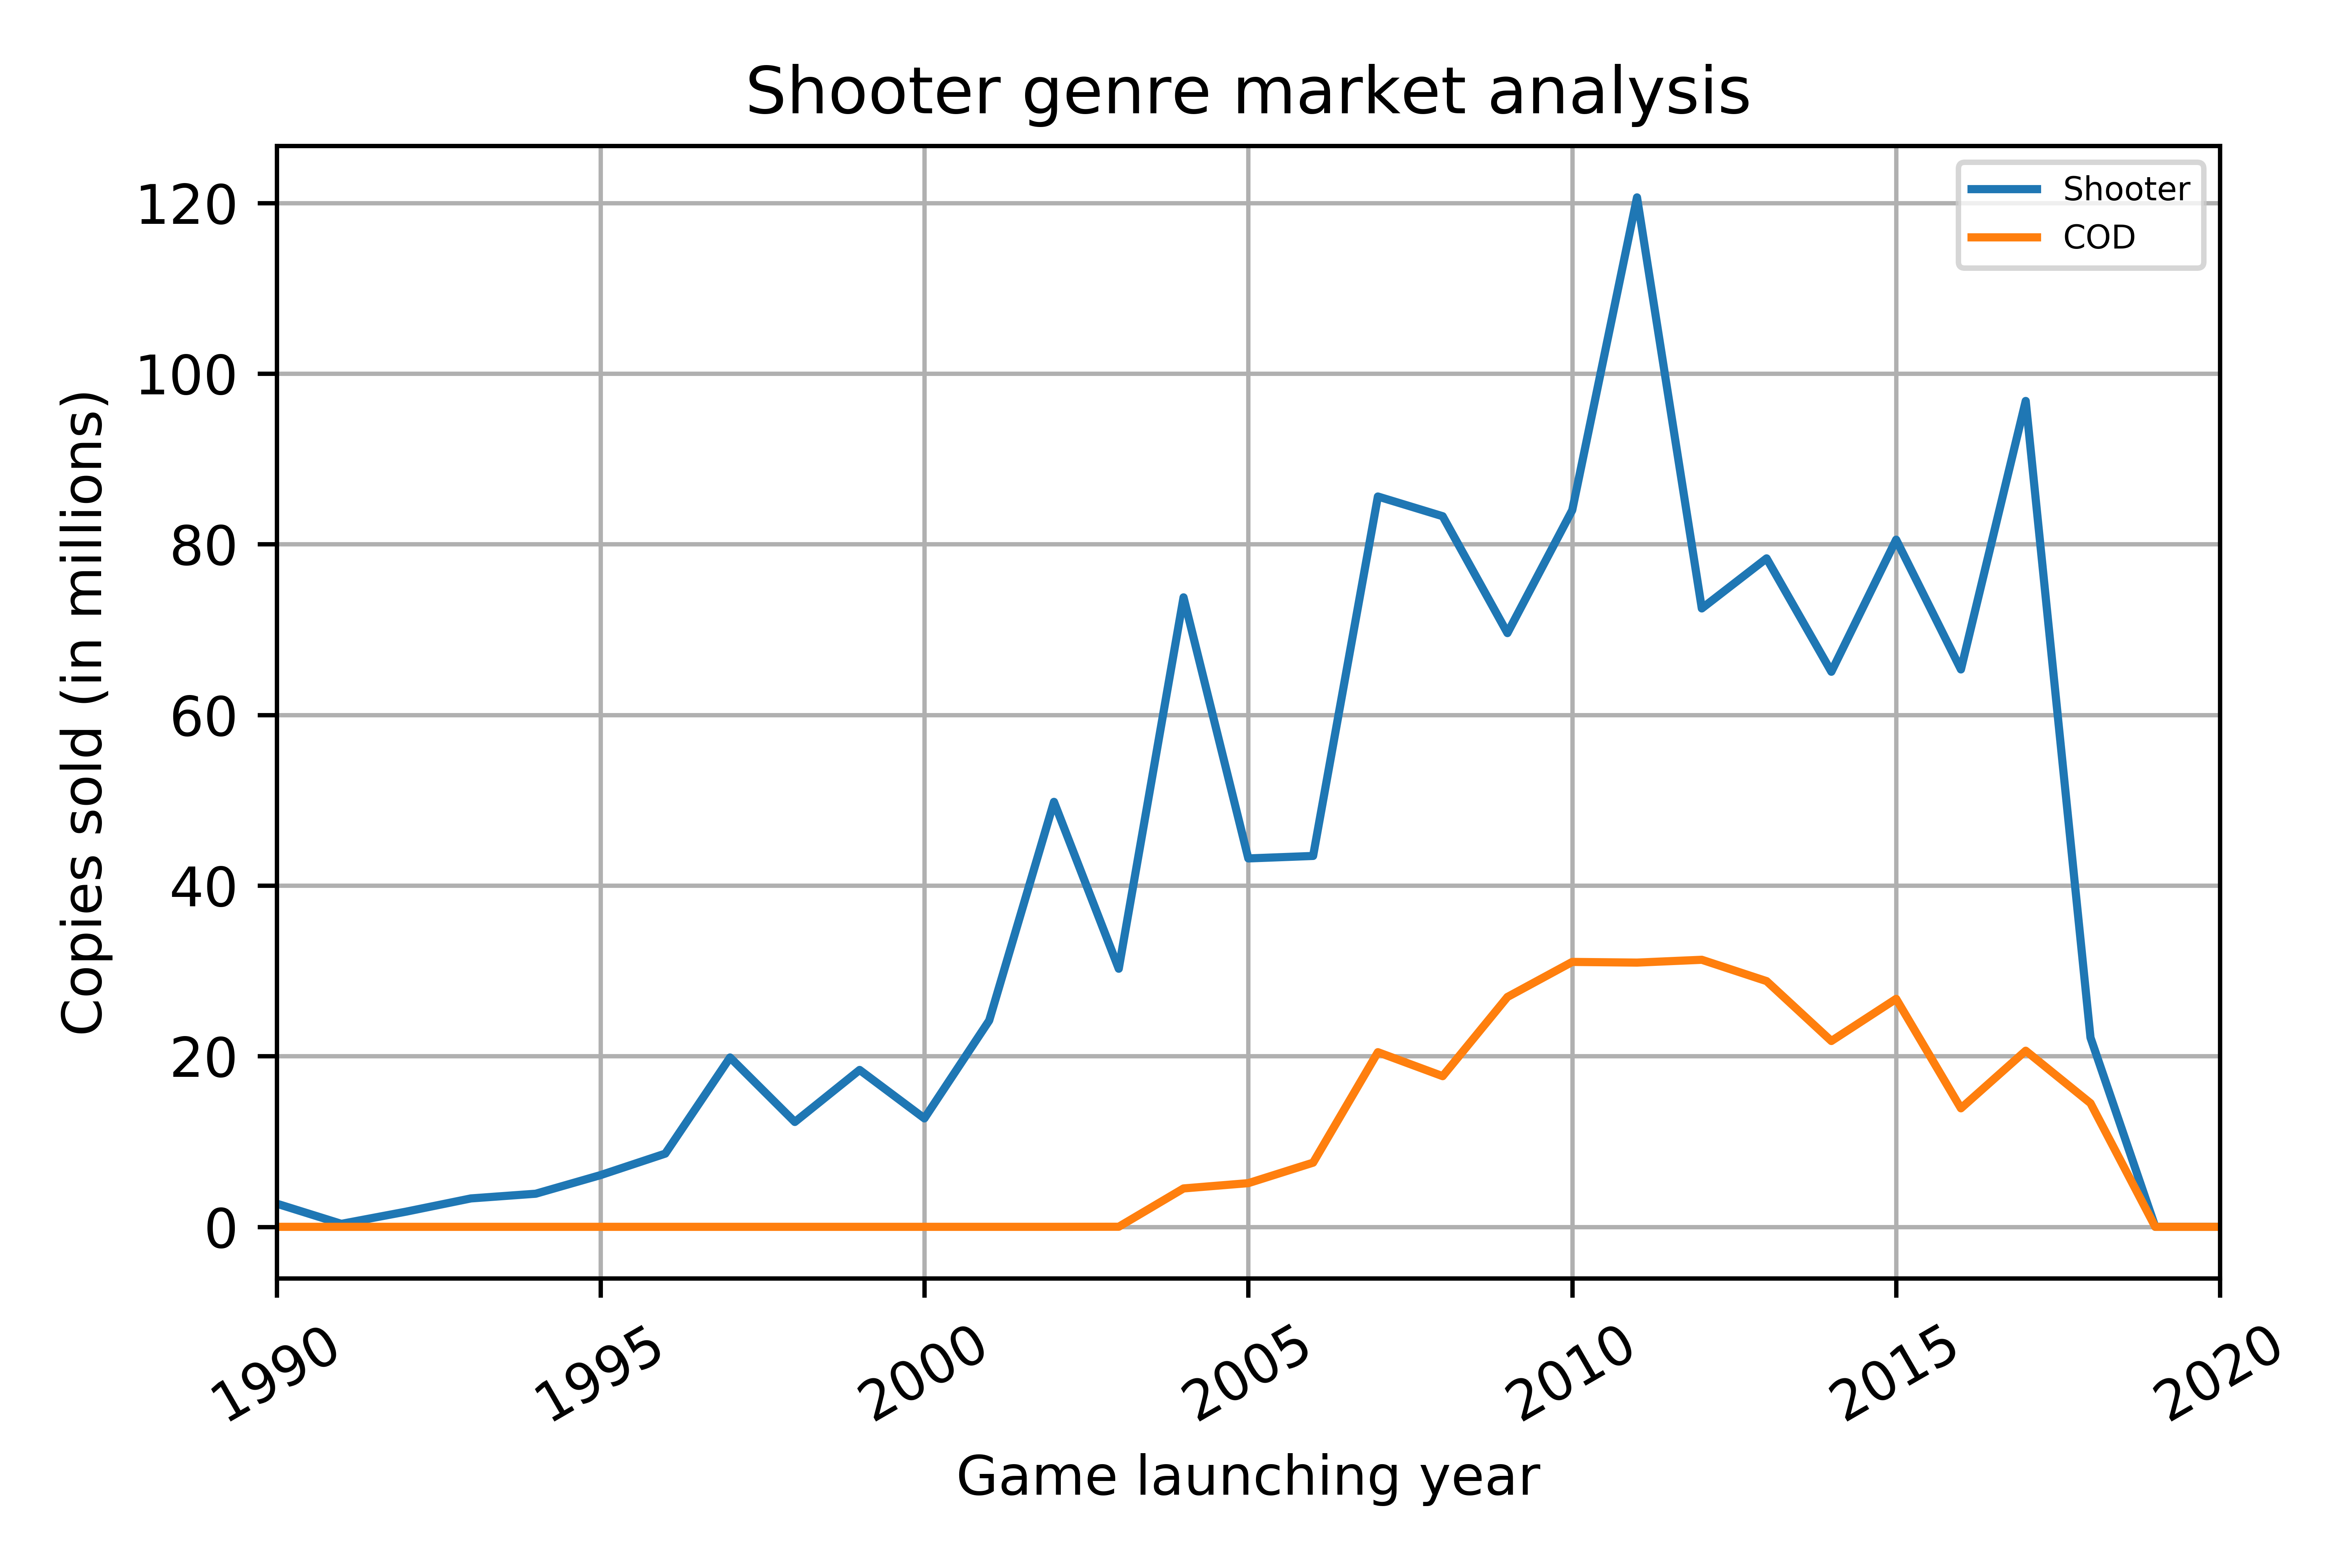 Shooter genre market analysis
Shooter
COD
120
100
80
60
40
20
0
Copies sold (in millions)
1990 1995 2000 2005 2010 2015 2020
Game launching year